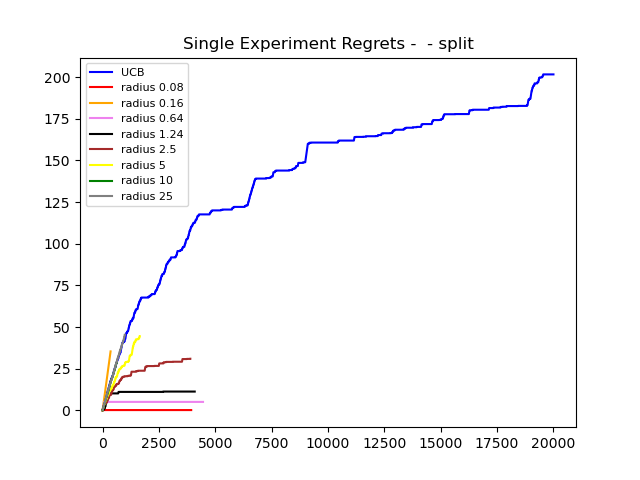 Single Experiment Regrets -  - split
UCB
radius 0.08
radius 0.16
radius 0.64
radius 1.24
radius 2.5
radius 5
radius 10
radius 25
200
175
150
125
100
75
50
25
0
0 2500 5000 7500 10000 12500 15000 17500 20000